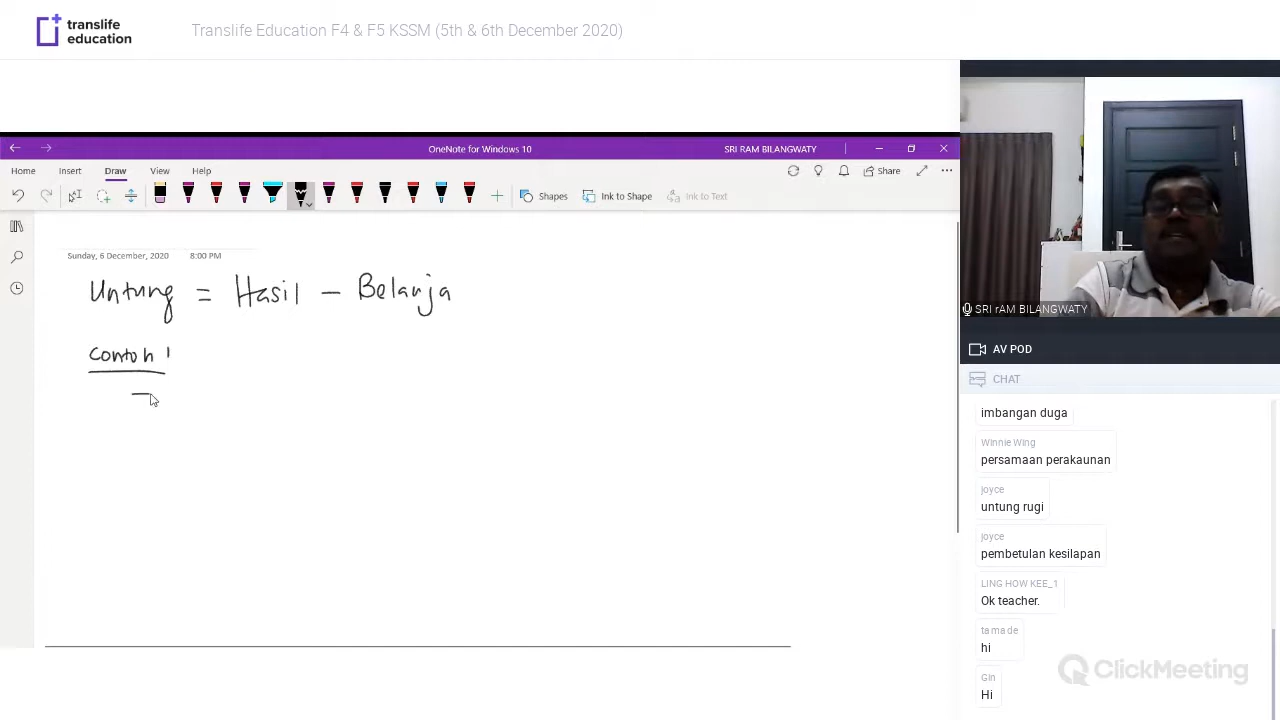 translife
education
Translife Education F4 & F5 KSSM (5th & 6th December 2020)
OneNote for Windows 10
SRI RAM BILANGWATY
Home Insert Draw View Help
Share
Shapes
Ink to Shape
Ink to Text
Sunday, 6 December, 2020 8:00 PM
Untung = Hasil - Belanja
Contoh 1
SRI rAM BILANGWATY
AV POD
CHAT
imbangan duga
Winnie Wing
persamaan perakaunan
joyce
untung rugi
joyce
pembetulan kesilapan
LING HOW KEE_1
Ok teacher.
tamade
hi
Gin
Hi
ClickMeeting